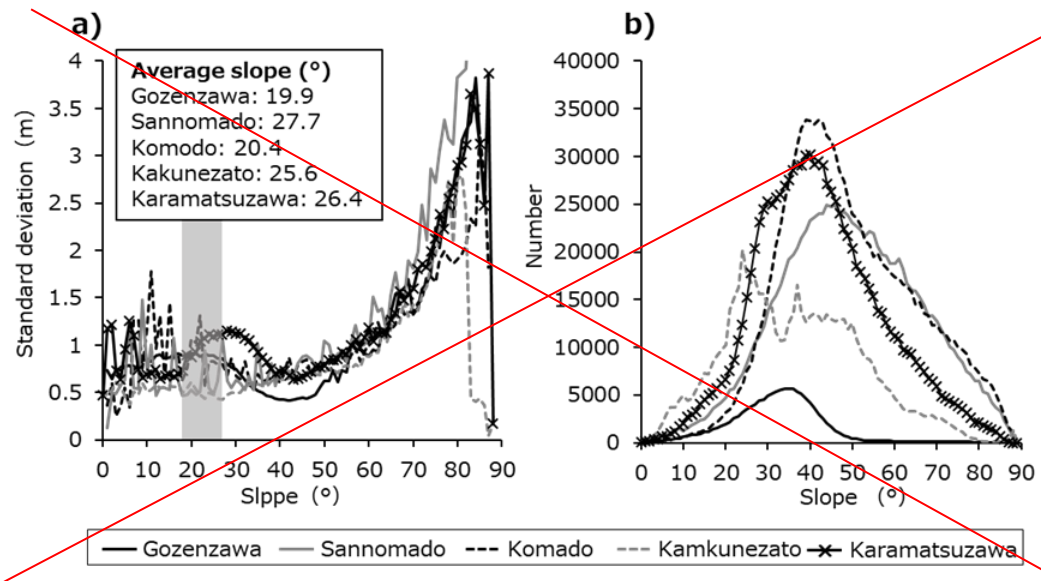 a)
b)
Average slope (°)
Gozenzawa: 19.9
Sannomado: 27.7
Komodo: 20.4
Kakunezato: 25.6
Karamatsuzawa: 26.4
Standard deviation (m)
4
3.5
3
2.5
2
1.5
1
0.5
0
0 10 20 30 40 50 60 70 80 90
Slppe (°)
Number
40000
35000
30000
25000
20000
15000
10000
5000
0
0 10 20 30 40 50 60 70 80 90
Slope (°)
Gozenzawa Sannomado Komado Kamkunezato Karamatsuzawa